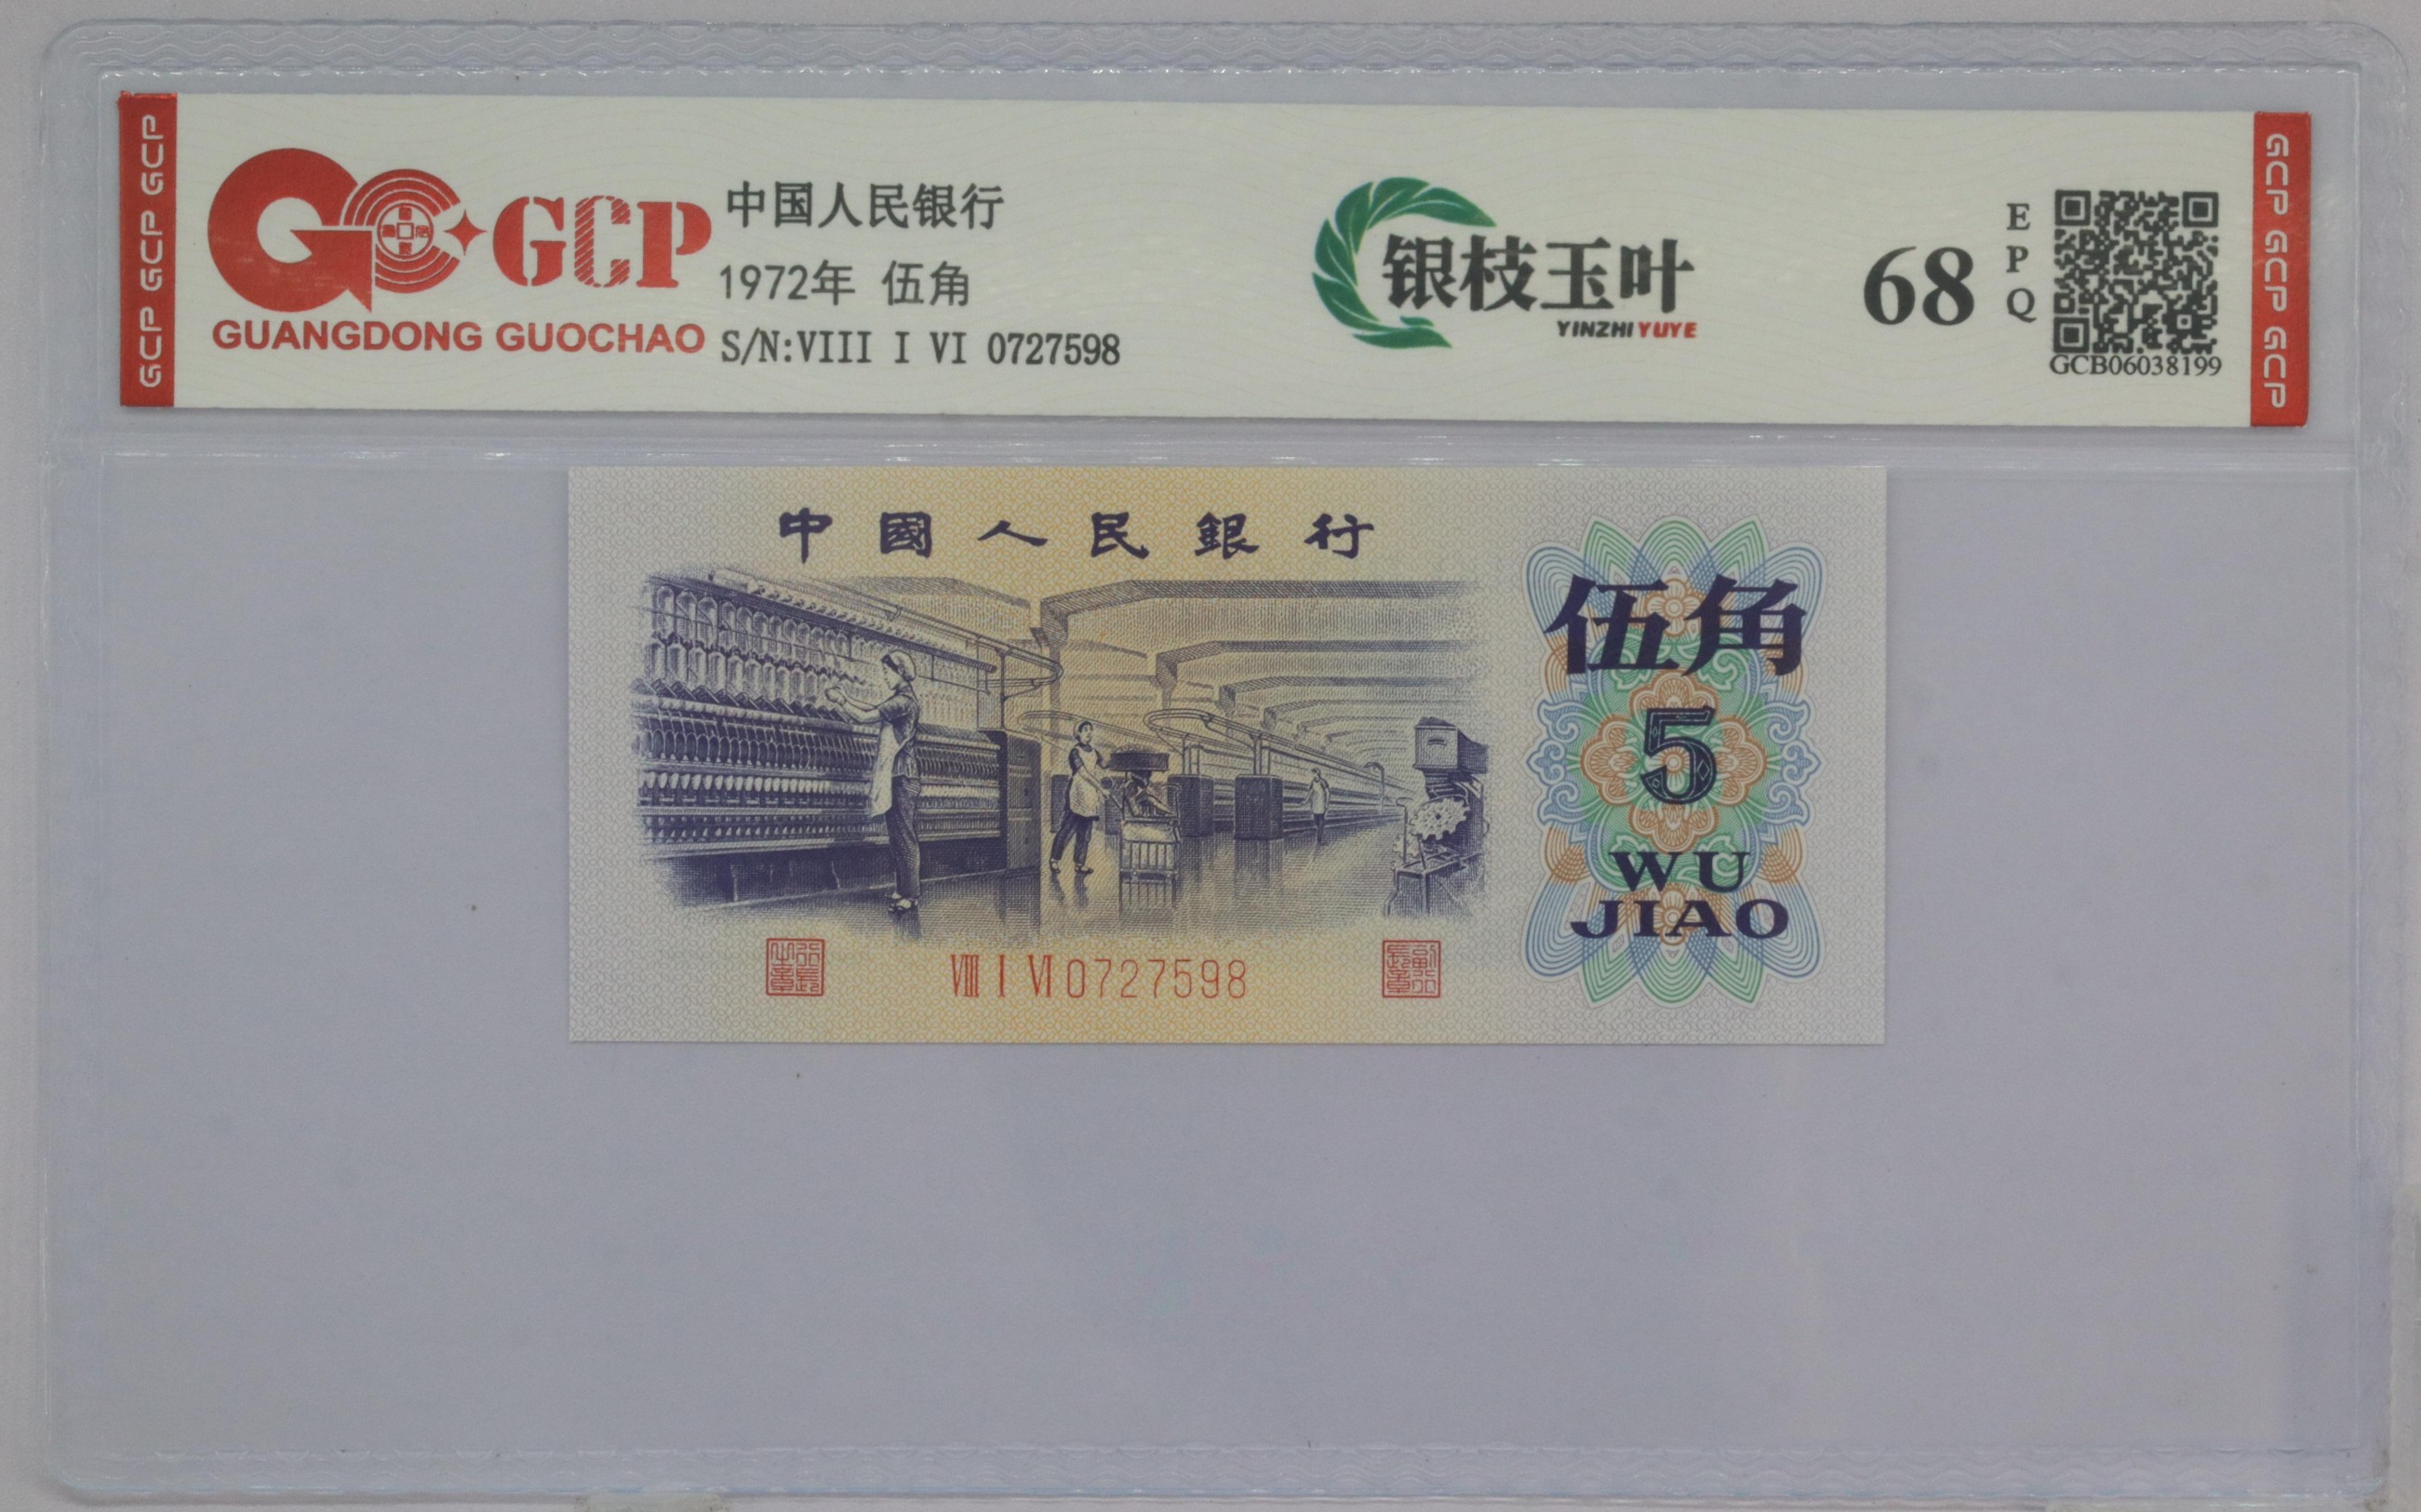 GCP GCP GCP
GCP
GUANGDONG GUOCHAO
中国人民银行
1972年 伍角
S/N:VIII I VI 0727598
银枝玉叶
YINZHIYUYE
68
EPQ
GCB06038199
GCP GCP GCP
中國人民銀行
伍角
5
WU
JIAO
VIII I VI 0727598